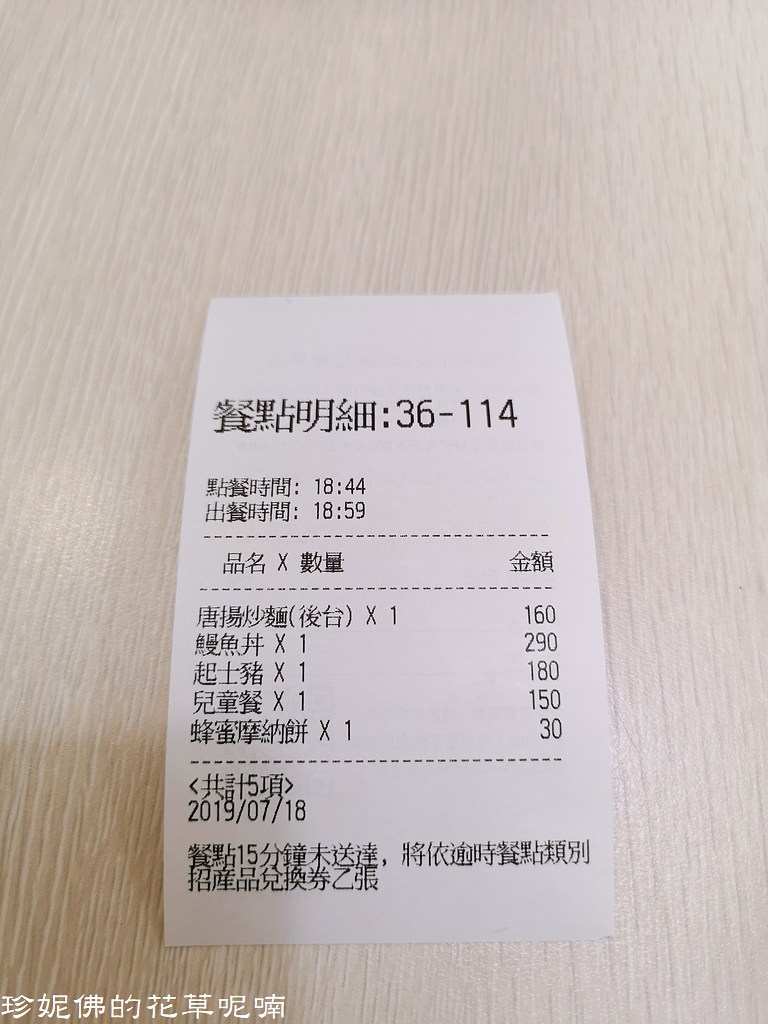 餐點明細:36-114
點餐時間: 18:44
出餐時間: 18:59
品名 X 數量 金額
唐揚炒麵(後台) X 1 160
鰻魚丼 X 1 290
起士豬 X 1 180
兒童餐 X 1 150
蜂蜜摩納餅 X 1 30
<共計5項>
2019/07/18
餐點15分鐘未送達, 將依逾時餐點類別
招産品兌換券乙張
珍妮佛的花草呢喃